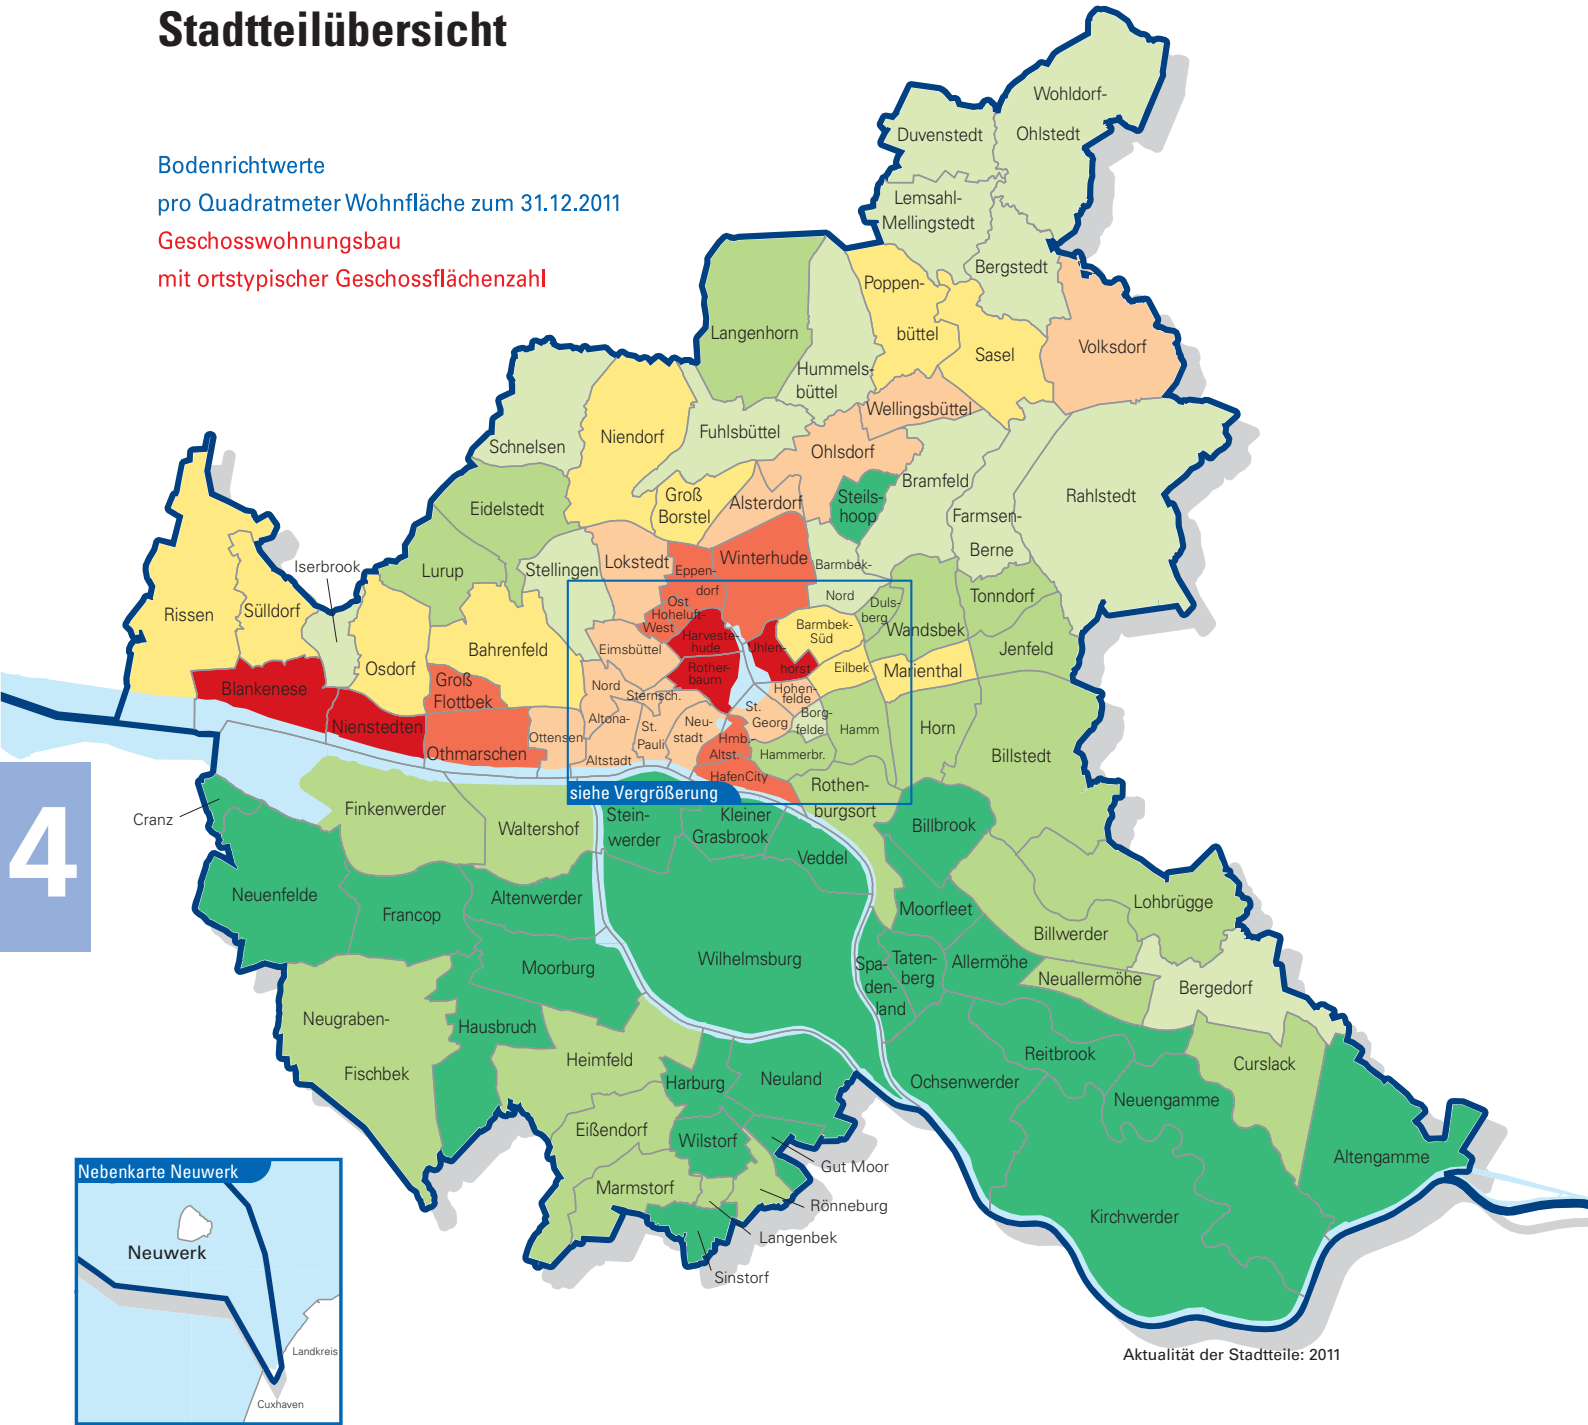 Stadtteilübersicht
Bodenrichtwerte
pro Quadratmeter Wohnfläche zum 31.12.2011
Geschosswohnungsbau
mit ortstypischer Geschossflächenzahl
Wohldorf-
Ohlstedt
Duvenstedt
Lemsahl-
Mellingstedt
Bergstedt
Poppen-
büttel
Sasel
Volksdorf
Langenhorn
Hummels-
büttel
Wellingsbüttel
Schnelsen
Niendorf
Fuhlsbüttel
Ohlsdorf
Bramfeld
Rahlstedt
Eidelstedt
Groß
Borstel
Alsterdorf
Steils-
hoop
Farmsen-
Berne
Iserbrook
Lurup
Stellingen
Lokstedt
Eppen-
dorf
Winterhude
Barmbek-
Nord
Duls-
berg
Wandsbek
Tonndorf
Jenfeld
Rissen
Sülldorf
Osdorf
Bahrenfeld
Eimsbüttel
Ost
Hoheluft-
West
Harveste-
hude
Uhlen-
horst
Barmbek-
Süd
Eilbek
Marienthal
Blankenese
Groß
Flottbek
Nord
Sternsch.
Rother-
baum
Hohen-
felde
Nienstedten
Othmarschen
Ottensen
Altona-
Altstadt
St.
Pauli
Neu-
stadt
St.
Georg
Borg-
felde
Hamm
Horn
Billstedt
Hmb.-
Altst.
Hammerbr.
HafenCity
siehe Vergrößerung
Rothen-
burgsort
4
Cranz
Finkenwerder
Waltershof
Stein-
werder
Kleiner
Grasbrook
Veddel
Billbrook
Neuenfelde
Francop
Altenwerder
Moorfleet
Lohbrügge
Billwerder
Moorburg
Wilhelmsburg
Spa-
den-
land
Taten-
berg
Allermöhe
Neuallermöhe
Bergedorf
Neugraben-
Fischbek
Hausbruch
Heimfeld
Harburg
Neuland
Ochsenwerder
Reitbrook
Curslack
Neuengamme
Eißendorf
Wilstorf
Gut Moor
Altengamme
Marmstorf
Rönneburg
Langenbek
Sinstorf
Kirchwerder
Nebenkarte Neuwerk
Neuwerk
Landkreis
Cuxhaven
Aktualität der Stadtteile: 2011